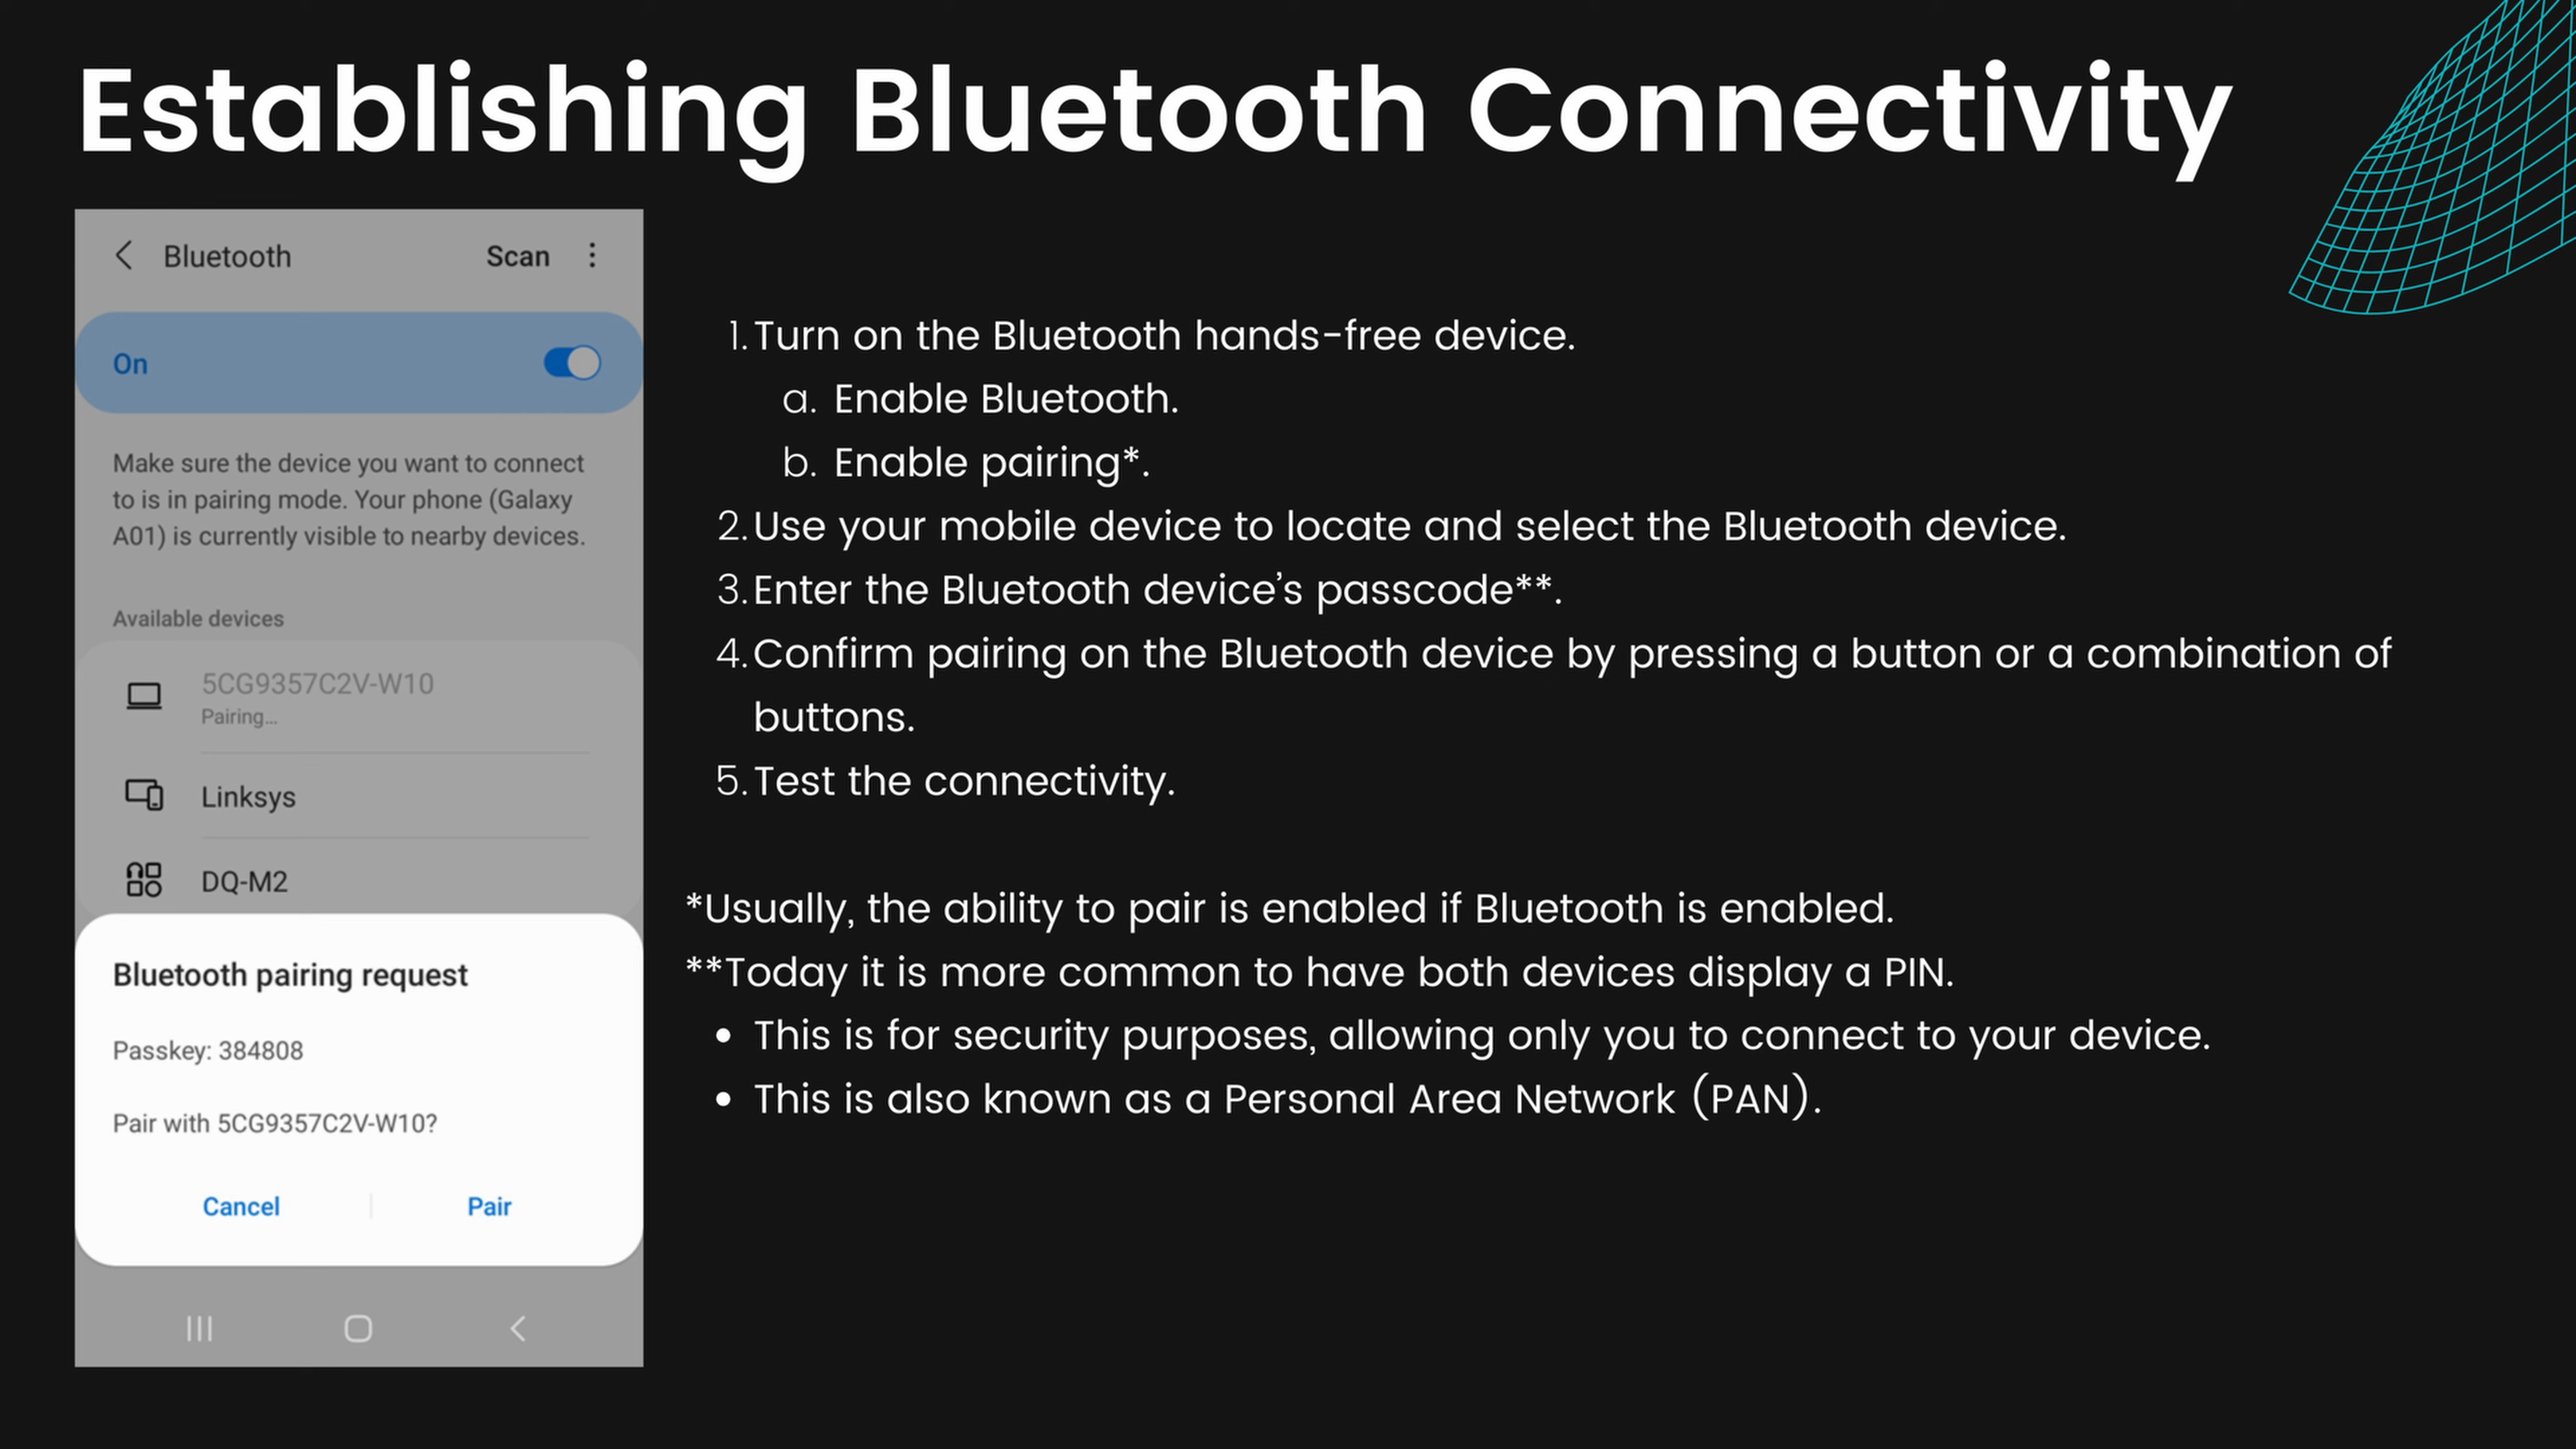 Establishing Bluetooth Connectivity
Bluetooth Scan
On
Make sure the device you want to connect
to is in pairing mode. Your phone (Galaxy
A01) is currently visible to nearby devices.
Available devices
5CG9357C2V-W10
Pairing...
Linksys
DQ-M2
Bluetooth pairing request
Passkey: 384808
Pair with 5CG9357C2V-W10?
Cancel Pair
1. Turn on the Bluetooth hands-free device.
a. Enable Bluetooth.
b. Enable pairing*.
2. Use your mobile device to locate and select the Bluetooth device.
3. Enter the Bluetooth device’s passcode**.
4. Confirm pairing on the Bluetooth device by pressing a button or a combination of
buttons.
5. Test the connectivity.
*Usually, the ability to pair is enabled if Bluetooth is enabled.
**Today it is more common to have both devices display a PIN.
• This is for security purposes, allowing only you to connect to your device.
• This is also known as a Personal Area Network (PAN).